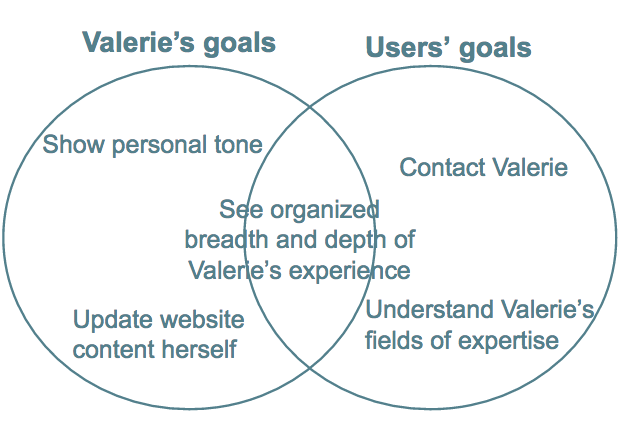 Valerie's goals
Users' goals
Show personal tone
Contact Valerie
See organized
breadth and depth of
Valerie's experience
Update website
content herself
Understand Valerie's
fields of expertise